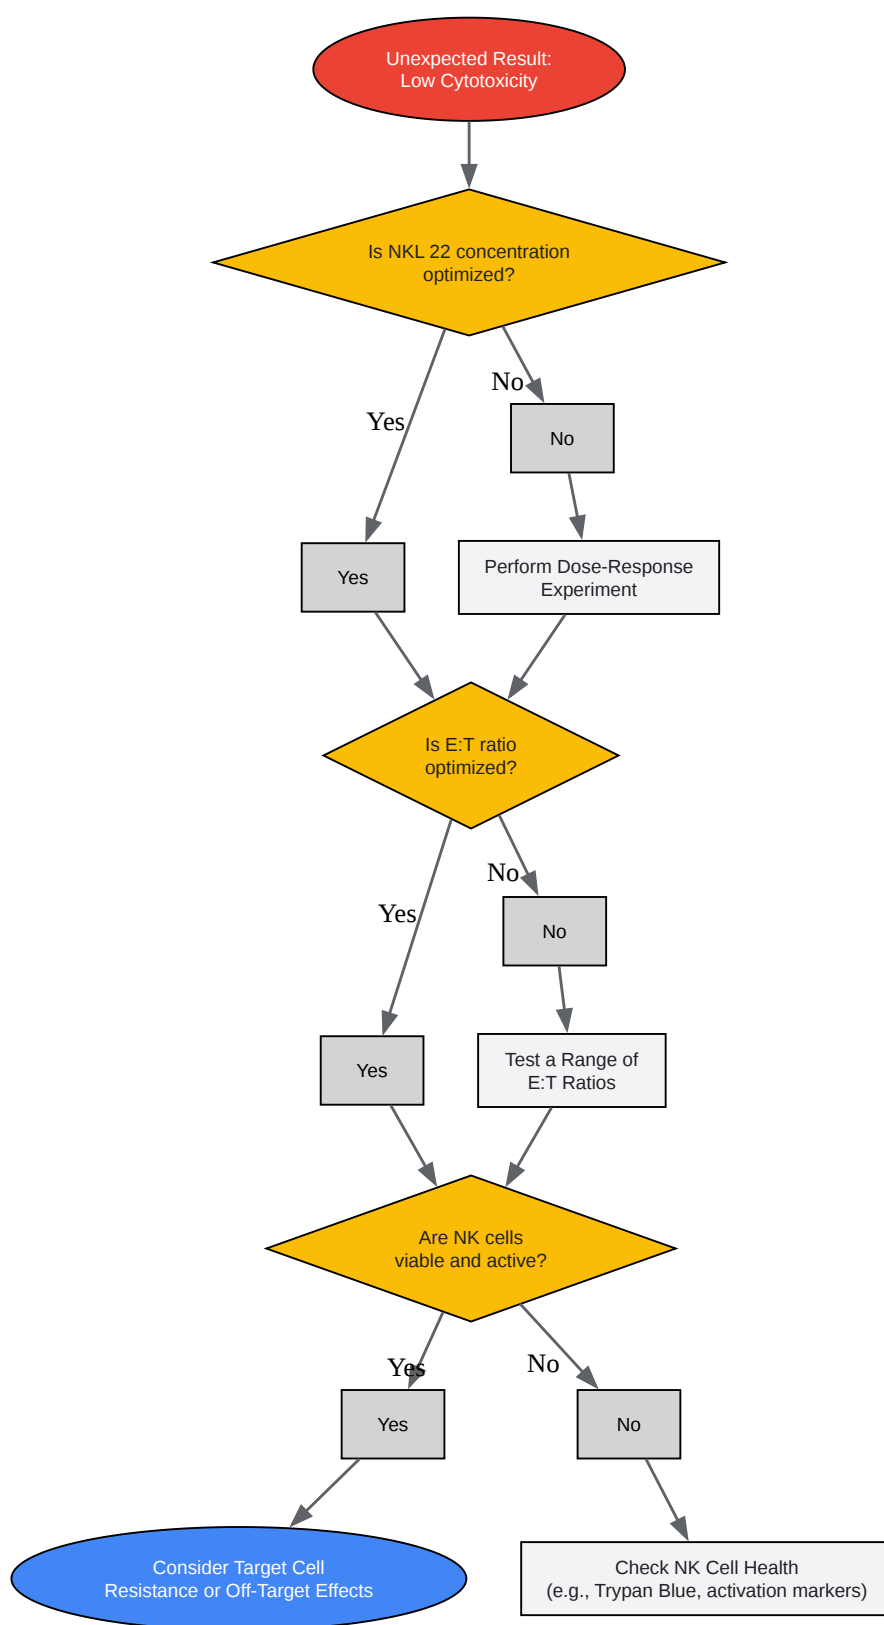 Unexpected Result:
Low Cytotoxicity
Is NKL 22 concentration
optimized?
No
Yes
No
Yes
Perform Dose-Response
Experiment
Is E:T ratio
optimized?
No
Yes
No
Yes
Test a Range of
E:T Ratios
Are NK cells
viable and active?
Yes
No
Yes
No
Consider Target Cell
Resistance or Off-Target Effects
Check NK Cell Health
(e.g., Trypan Blue, activation markers)